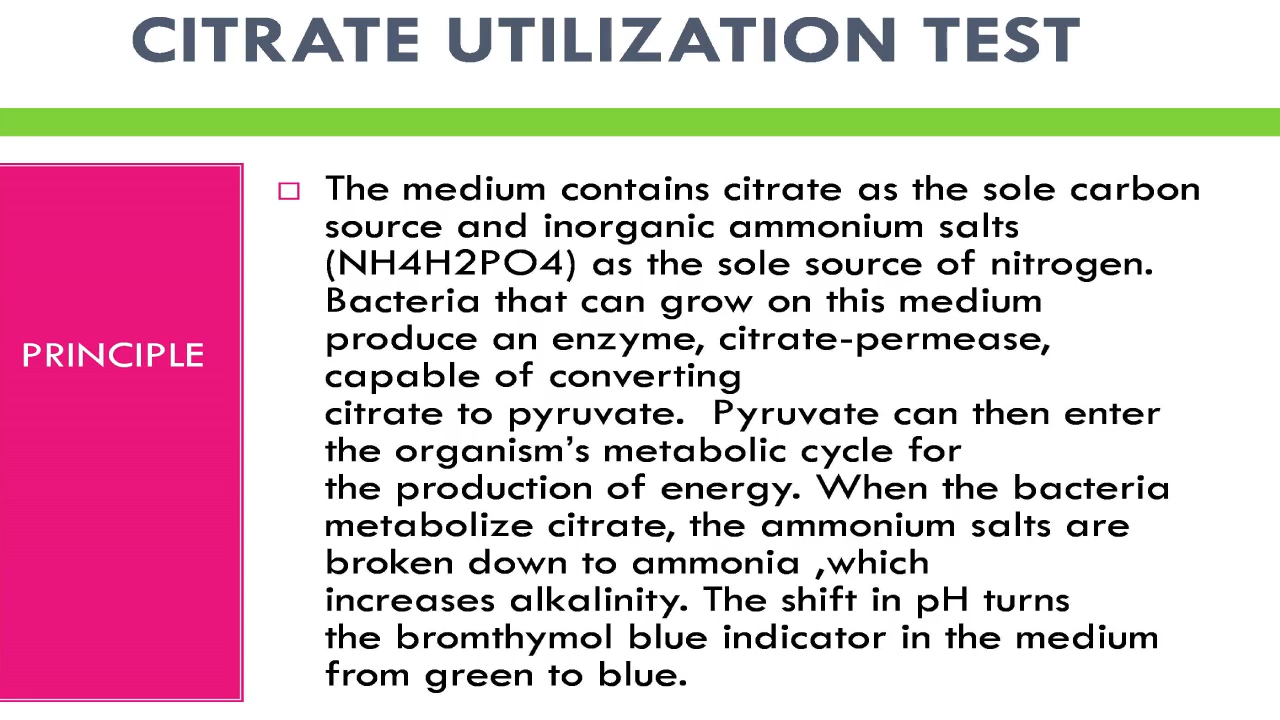 CITRATE UTILIZATION TEST
PRINCIPLE
The medium contains citrate as the sole carbon
source and inorganic ammonium salts
(NH4H2PO4) as the sole source of nitrogen.
Bacteria that can grow on this medium
produce an enzyme, citrate-permease,
capable of converting
citrate to pyruvate.  Pyruvate can then enter
the organism’s metabolic cycle for
the production of energy. When the bacteria
metabolize citrate, the ammonium salts are
broken down to ammonia ,which
increases alkalinity. The shift in pH turns
the bromthymol blue indicator in the medium
from green to blue.